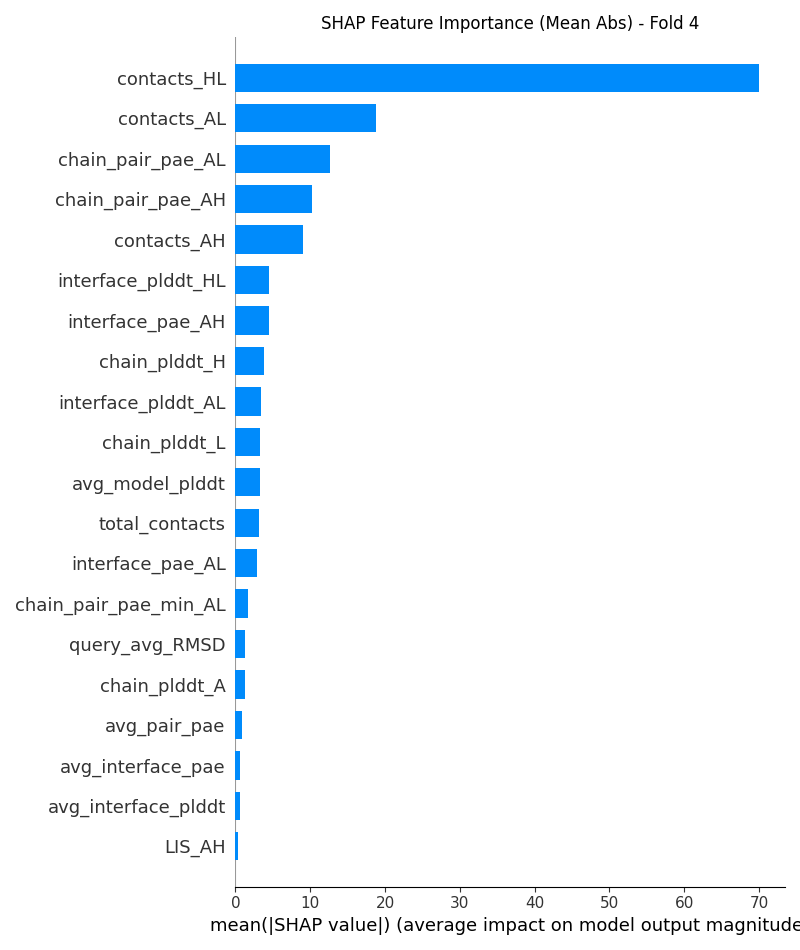 SHAP Feature Importance (Mean Abs) - Fold 4
contacts_HL
contacts_AL
chain_pair_pae_AL
chain_pair_pae_AH
contacts_AH
interface_plddt_HL
interface_pae_AH
chain_plddt_H
interface_plddt_AL
chain_plddt_L
avg_model_plddt
total_contacts
interface_pae_AL
chain_pair_pae_min_AL
query_avg_RMSD
chain_plddt_A
avg_pair_pae
avg_interface_pae
avg_interface_plddt
LIS_AH
0 10 20 30 40 50 60 70
mean(|SHAP value|) (average impact on model output magnitude